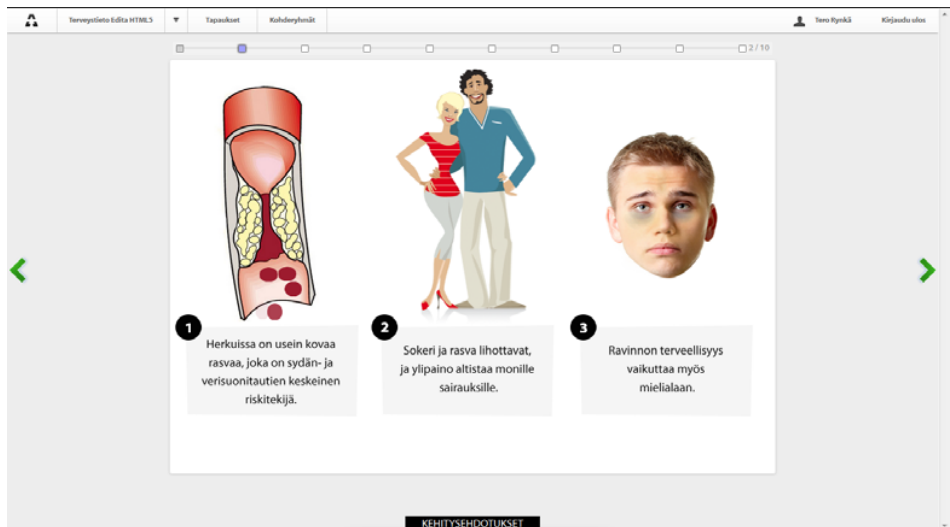 Terveystieto Edita HTML5 ▼ Tapaukset Kohderyhmät Tero Rynkä Kirjaudu ulos
2 / 10
1
Herkuissa on usein kovaa
rasvaa, joka on sydän- ja
verisuonitautien keskeinen
riskitekijä.
2
Sokeri ja rasva lihottavat,
ja ylipaino altistaa monille
sairauksille.
3
Ravinnon terveellisyys
vaikuttaa myös
mielialaan.
KEHITYSEHDOTUKSET